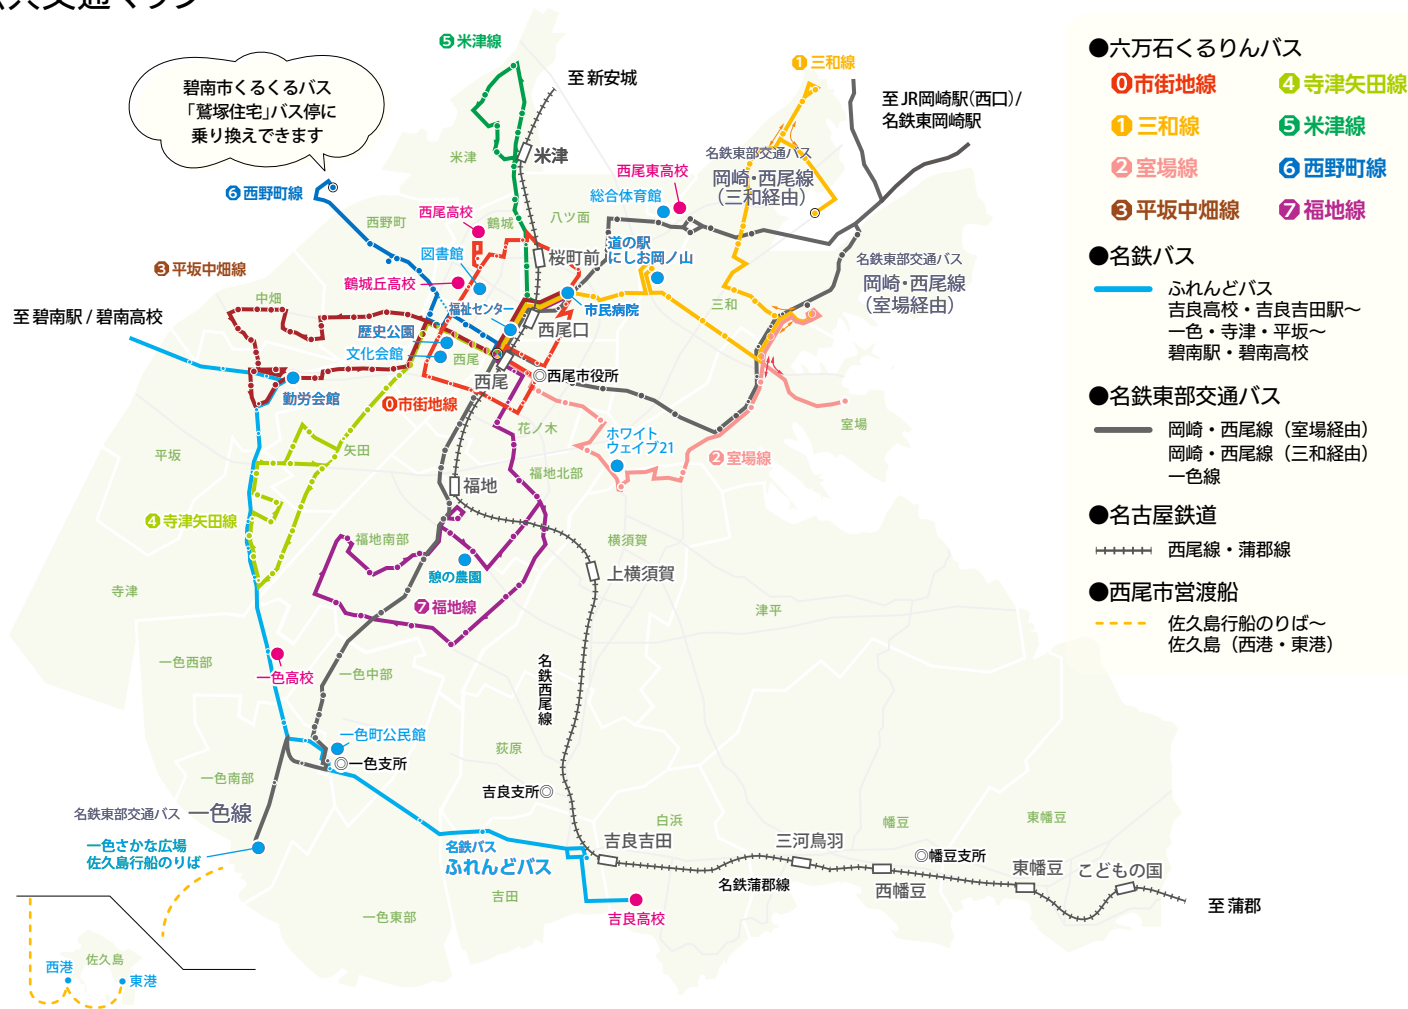 碧南市くるくるバス
「鷲塚住宅」バス停に
乗り換えできます
❺米津線
至 新安城
❶三和線
至 JR岡崎駅(西口)/
名鉄東岡崎駅
米津
米津
名鉄東部交通バス
岡崎・西尾線
(三和経由)
西尾東高校
総合体育館
❻西野町線
西野町
西尾高校
鶴城
八ツ面
図書館
桜町前
道の駅
にしお岡ノ山
名鉄東部交通バス
岡崎・西尾線
(室場経由)
❸平坂中畑線
中畑
鶴城丘高校
福祉センター
市民病院
三和
至 碧南駅 / 碧南高校
歴史公園
文化会館
西尾
西尾口
西尾
◎西尾市役所
勤労会館
⓿市街地線
花ノ木
ホワイト
ウェイブ21
室場
❷室場線
平坂
矢田
福地北部
福地
❹寺津矢田線
福地南部
横須賀
憩の農園
上横須賀
寺津
❼福地線
津平
一色西部
一色高校
一色中部
名鉄西尾線
一色町公民館
◎一色支所
荻原
一色南部
吉良支所◎
名鉄東部交通バス 一色線
一色さかな広場
佐久島行船のりば
名鉄バス
ふれんどバス
白浜
吉良吉田
三河鳥羽
幡豆
◎幡豆支所
東幡豆
東幡豆
こどもの国
名鉄蒲郡線
西幡豆
至 蒲郡
吉田
一色東部
吉良高校
佐久島
西港
東港
●六万石くるりんバス
⓿市街地線
❹寺津矢田線
❶三和線
❺米津線
❷室場線
❻西野町線
❸平坂中畑線
❼福地線
●名鉄バス
ふれんどバス
吉良高校・吉良吉田駅～
一色・寺津・平坂～
碧南駅・碧南高校
●名鉄東部交通バス
岡崎・西尾線（室場経由）
岡崎・西尾線（三和経由）
一色線
●名古屋鉄道
西尾線・蒲郡線
●西尾市営渡船
佐久島行船のりば～
佐久島（西港・東港）